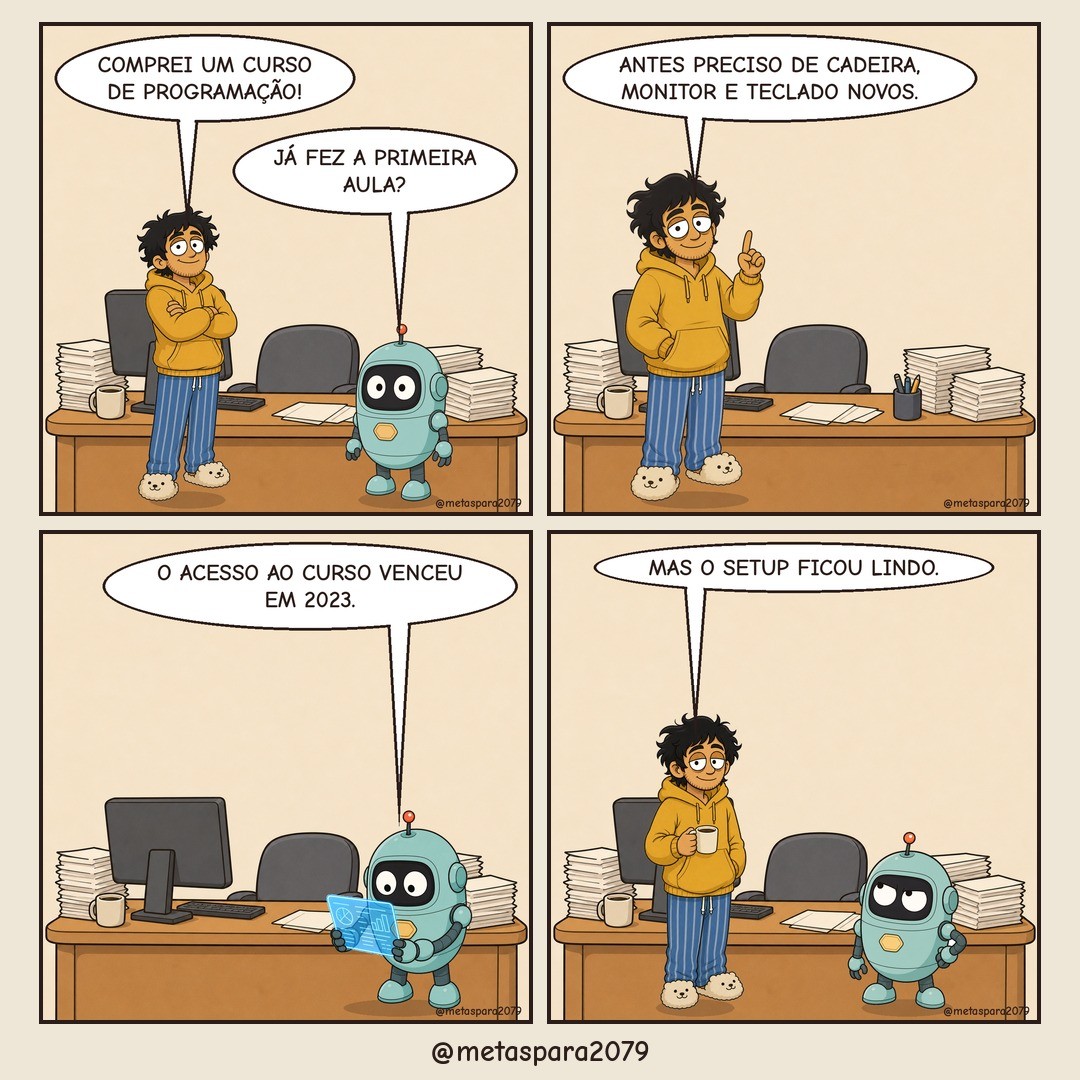 COMPREI UM CURSO
DE PROGRAMAÇÃO!
JÁ FEZ A PRIMEIRA
AULA?
@metaspara2079
ANTES PRECISO DE CADEIRA,
MONITOR E TECLADO NOVOS.
@metaspara2079
O ACESSO AO CURSO VENCEU
EM 2023.
@metaspara2079
MAS O SETUP FICOU LINDO.
@metaspara2079
@metaspara2079